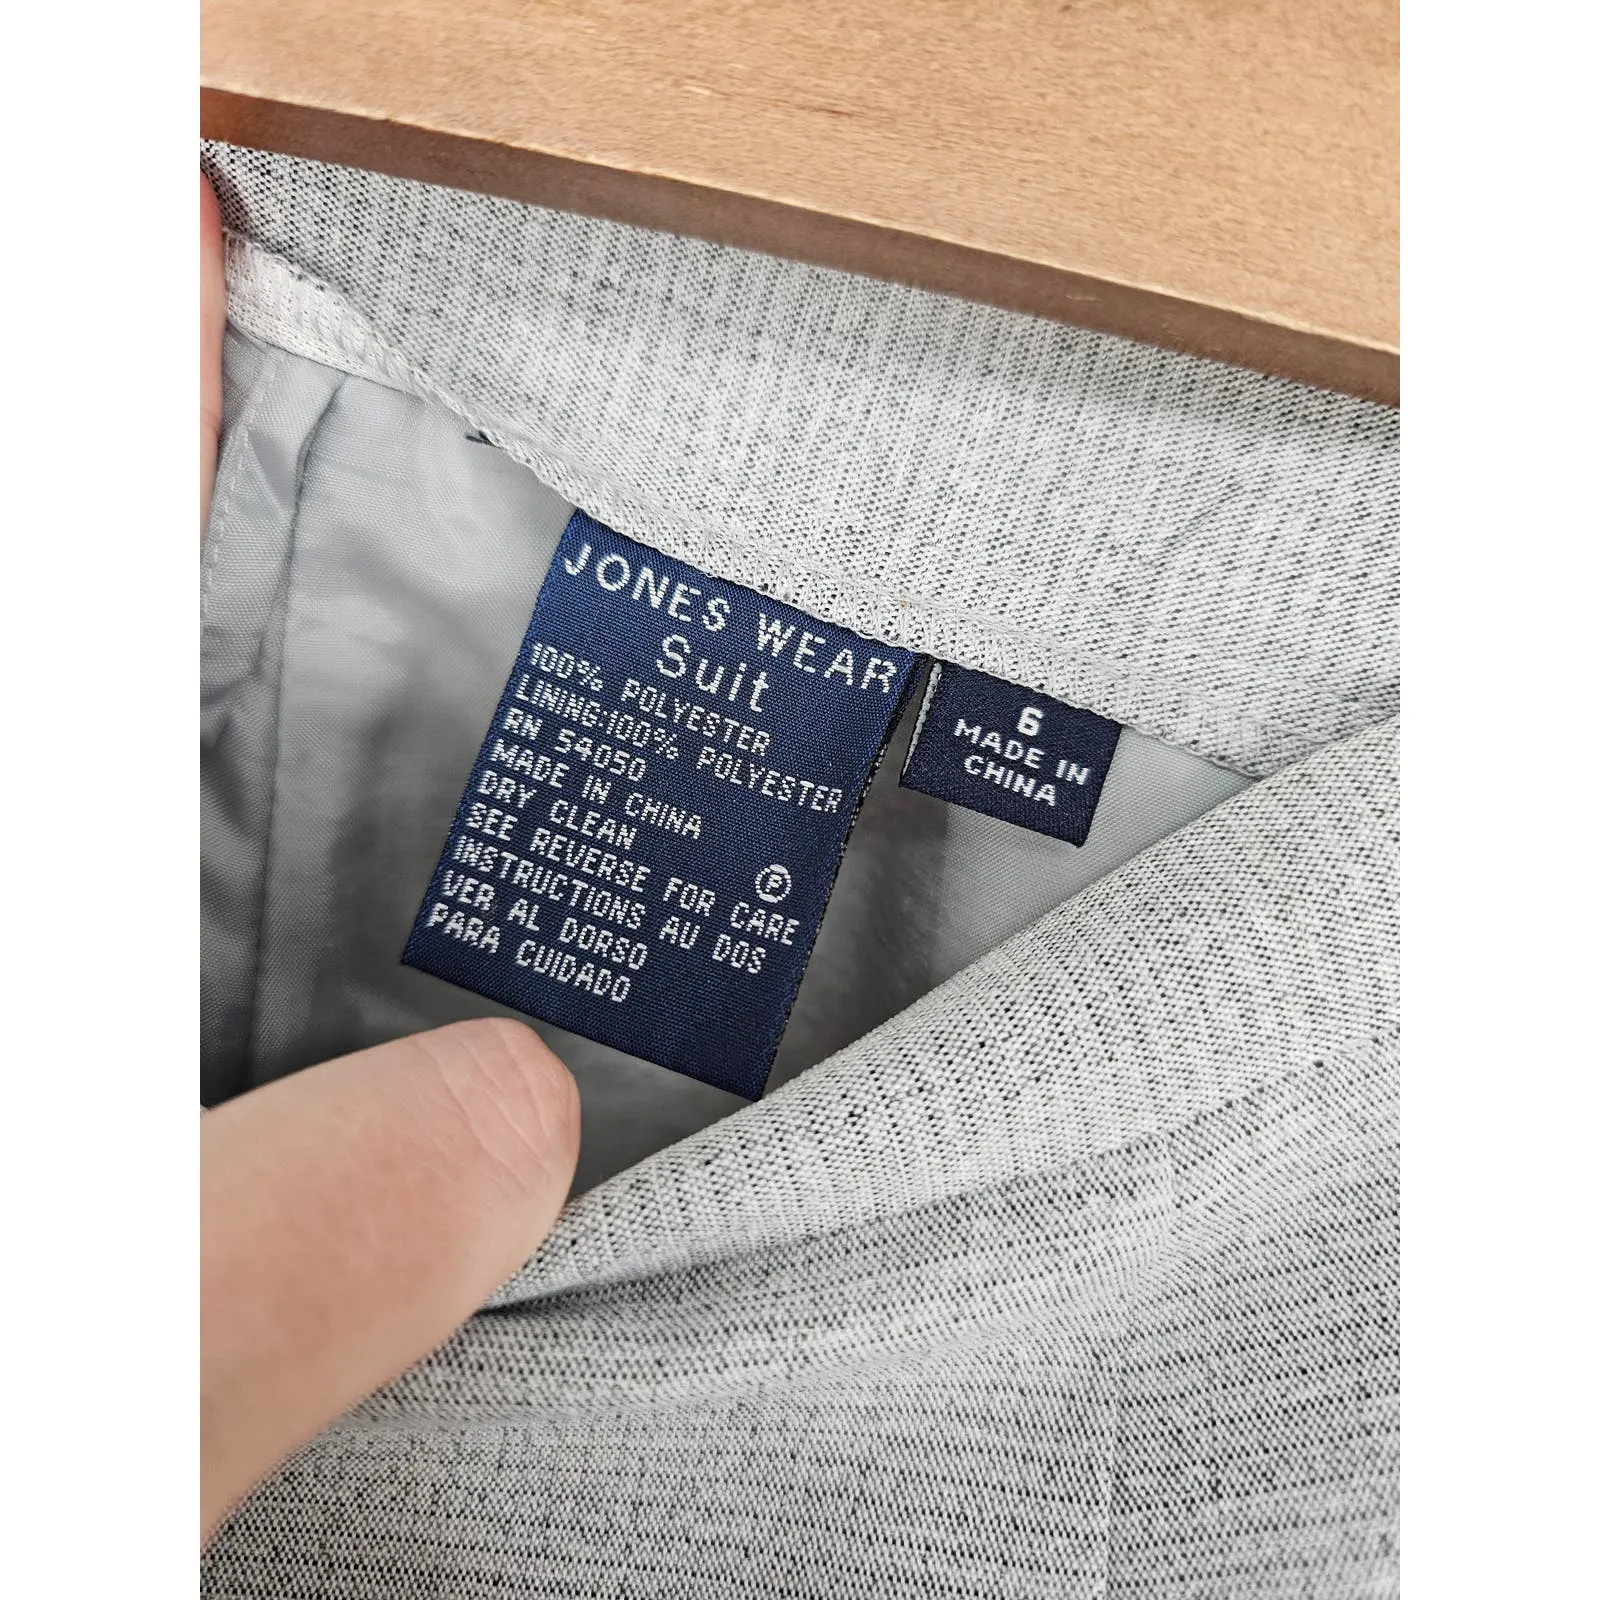 JONES WEAR
Suit
100% POLYESTER
LINING:100% POLYESTER
RN 54050
MADE IN CHINA
DRY CLEAN
Ⓟ
SEE REVERSE FOR CARE
INSTRUCTIONS AU DOS
VER AL DORSO
PARA CUIDADO
6
MADE IN
CHINA